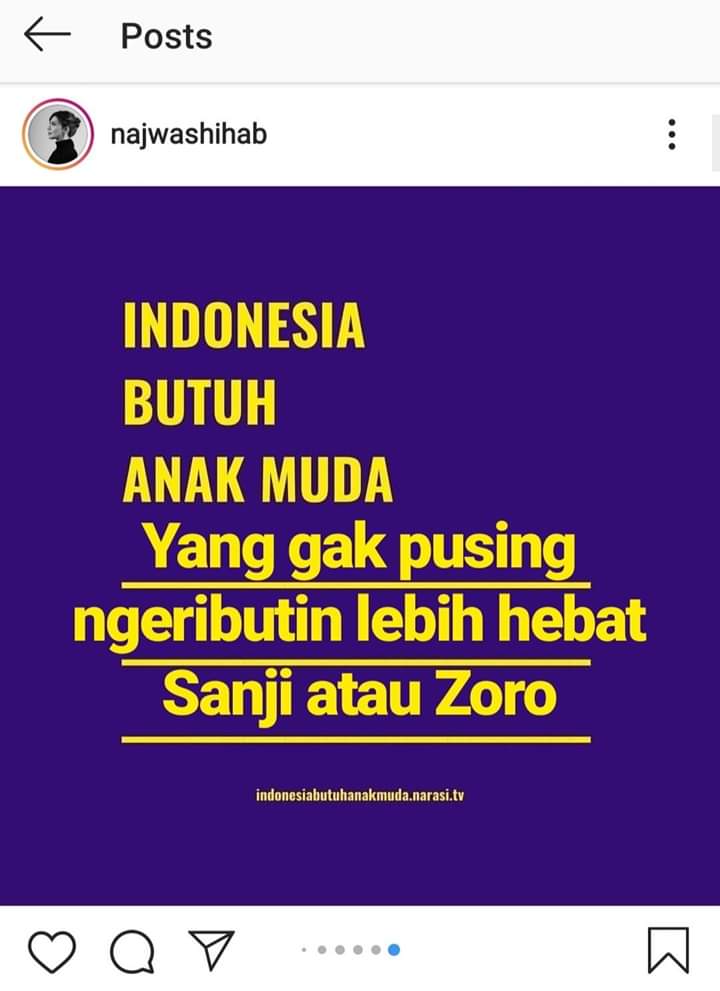 Posts
najwashihab
INDONESIA
BUTUH
ANAK MUDA
Yang gak pusing
ngeributin lebih hebat
Sanji atau Zoro
indonesiabutuhanakmuda.narasi.tv